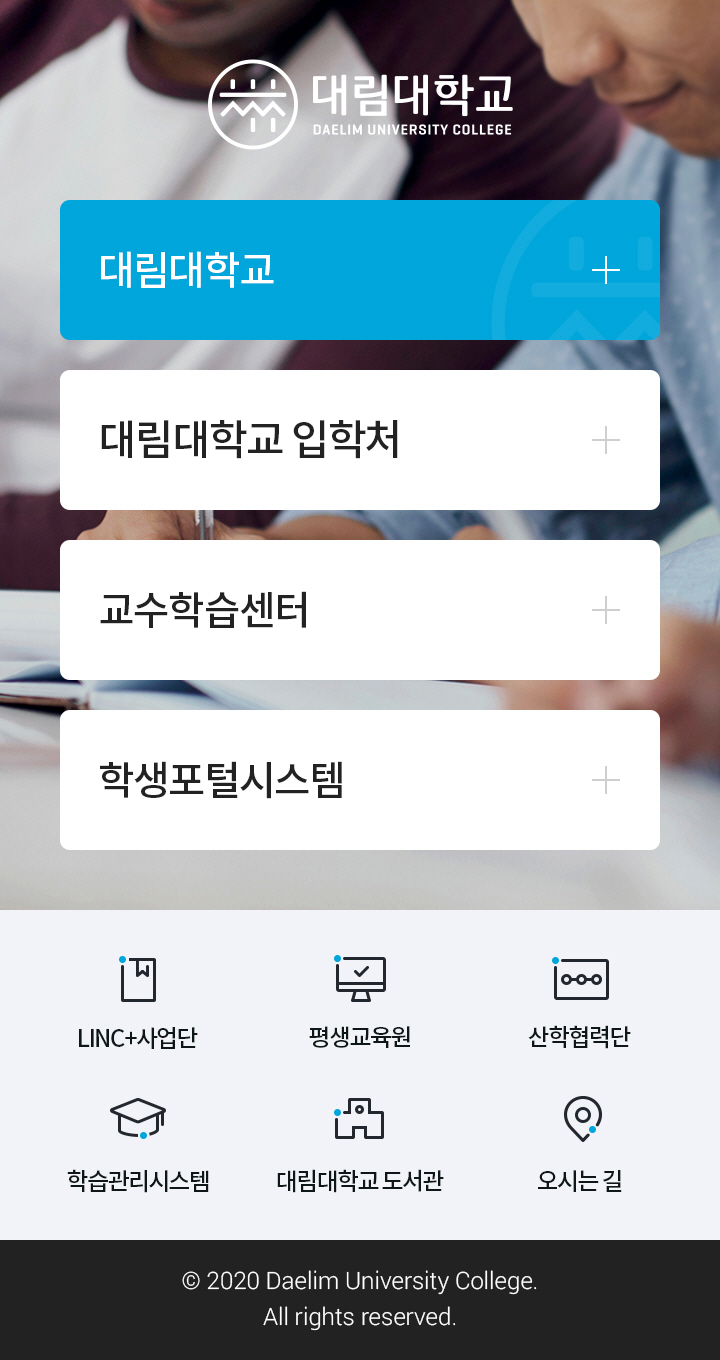 대림대학교
DAELIM UNIVERSITY COLLEGE
대림대학교
대림대학교 입학처
교수학습센터
학생포털시스템
LINC+사업단
평생교육원
산학협력단
학습관리시스템
대림대학교 도서관
오시는 길
© 2020 Daelim University College.
All rights reserved.